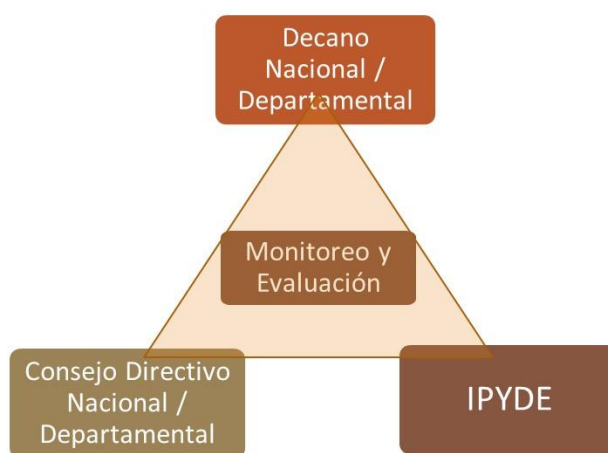 Decano
Nacional /
Departamental
Monitoreo y
Evaluación
Consejo Directivo
Nacional /
Departamental
IPYDE